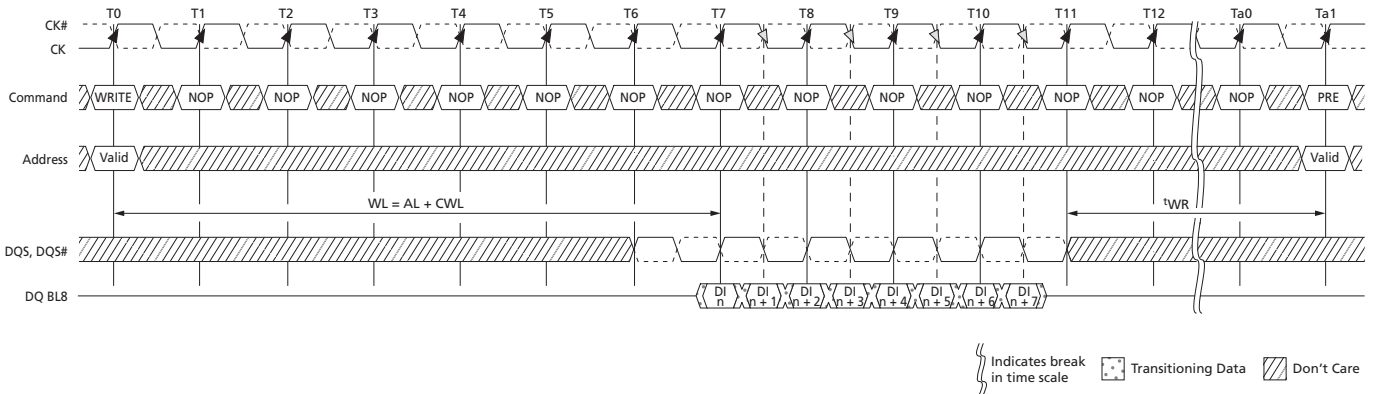 T0 T1 T2 T3 T4 T5 T6 T7 T8 T9 T10 T11 T12 Ta0 Ta1
CK#
CK
Command WRITE NOP NOP NOP NOP NOP NOP NOP NOP NOP NOP NOP NOP NOP PRE
Address Valid Valid
WL = AL + CWL tWR
DQS, DQS#
DQ BL8 DI n DI n + 1 DI n + 2 DI n + 3 DI n + 4 DI n + 5 DI n + 6 DI n + 7
Indicates break
in time scale
Transitioning Data
Don't Care